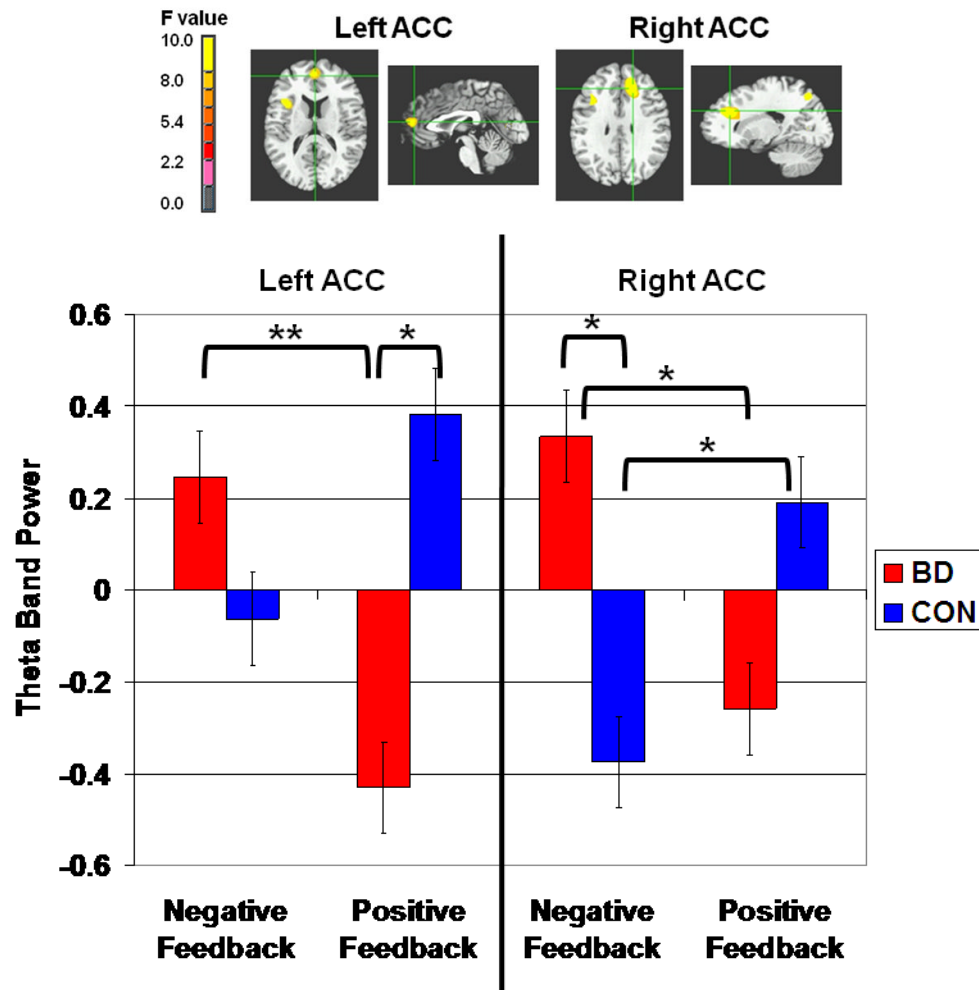 F value
10.0
8.0
5.4
2.2
0.0
Left ACC
Right ACC
Left ACC
Right ACC
Theta Band Power
0.6
0.4
0.2
0
-0.2
-0.4
-0.6
**
*
*
*
*
BD
CON
Negative
Feedback
Positive
Feedback
Negative
Feedback
Positive
Feedback